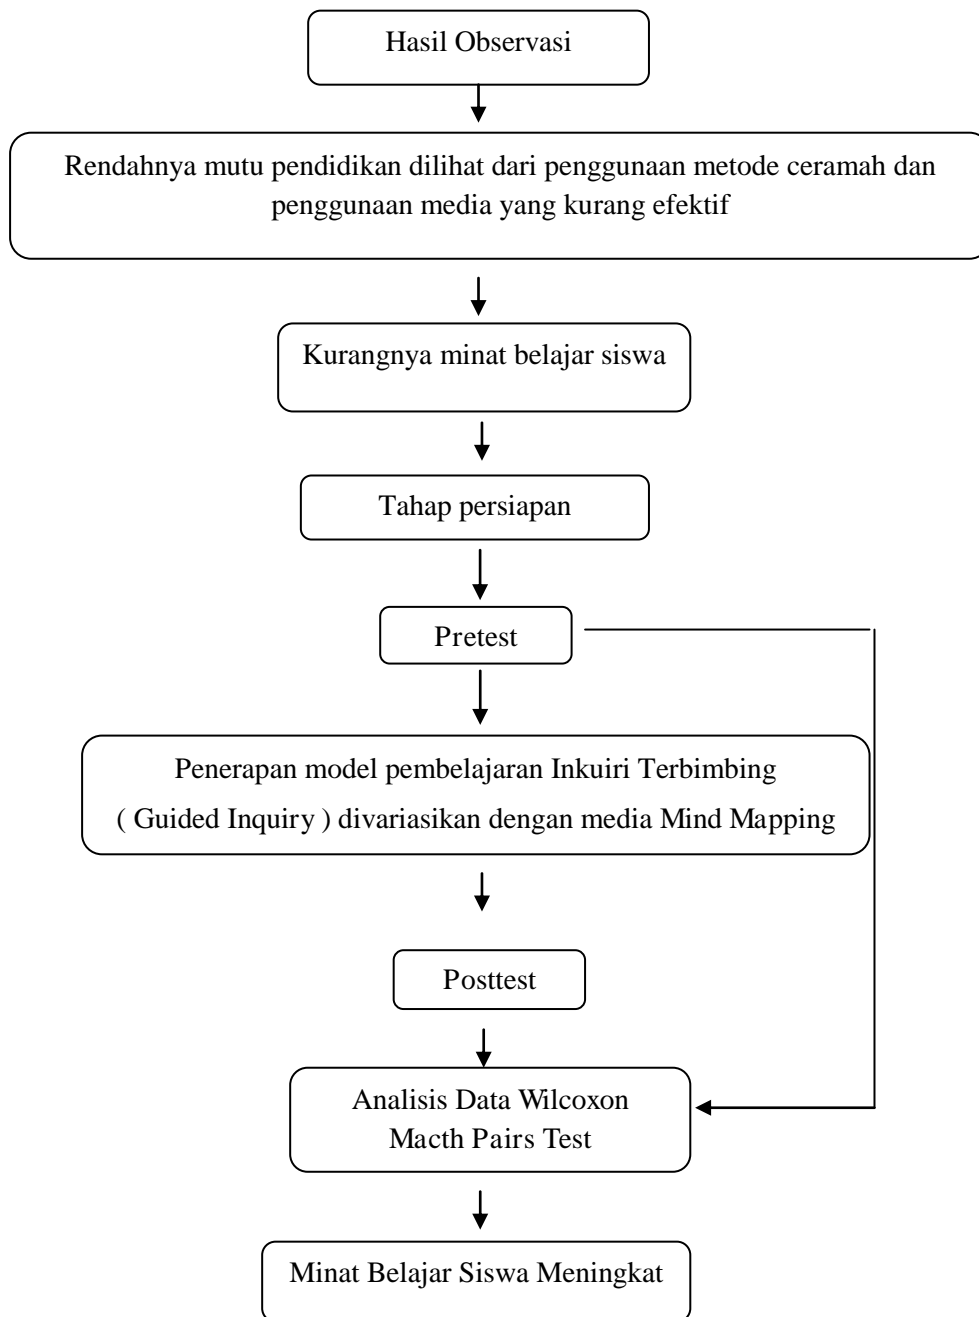 Hasil Observasi
Rendahnya mutu pendidikan dilihat dari penggunaan metode ceramah dan
penggunaan media yang kurang efektif
Kurangnya minat belajar siswa
Tahap persiapan
Pretest
Penerapan model pembelajaran Inkuiri Terbimbing
( Guided Inquiry ) divariasikan dengan media Mind Mapping
Posttest
Analisis Data Wilcoxon
Macth Pairs Test
Minat Belajar Siswa Meningkat